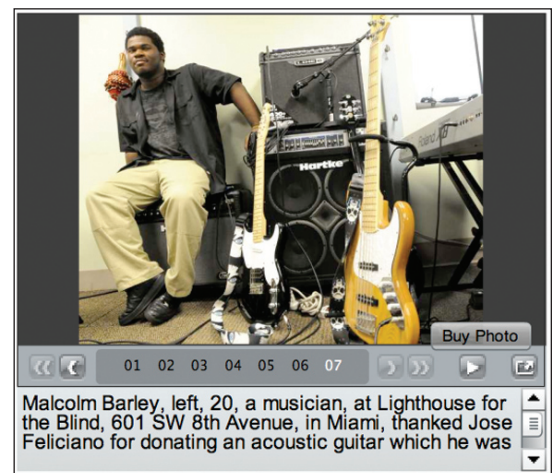 Hartke
Roland
Buy Photo
01 02 03 04 05 06 07
Malcolm Barley, left, 20, a musician, at Lighthouse for
the Blind, 601 SW 8th Avenue, in Miami, thanked Jose
Feliciano for donating an acoustic guitar which he was